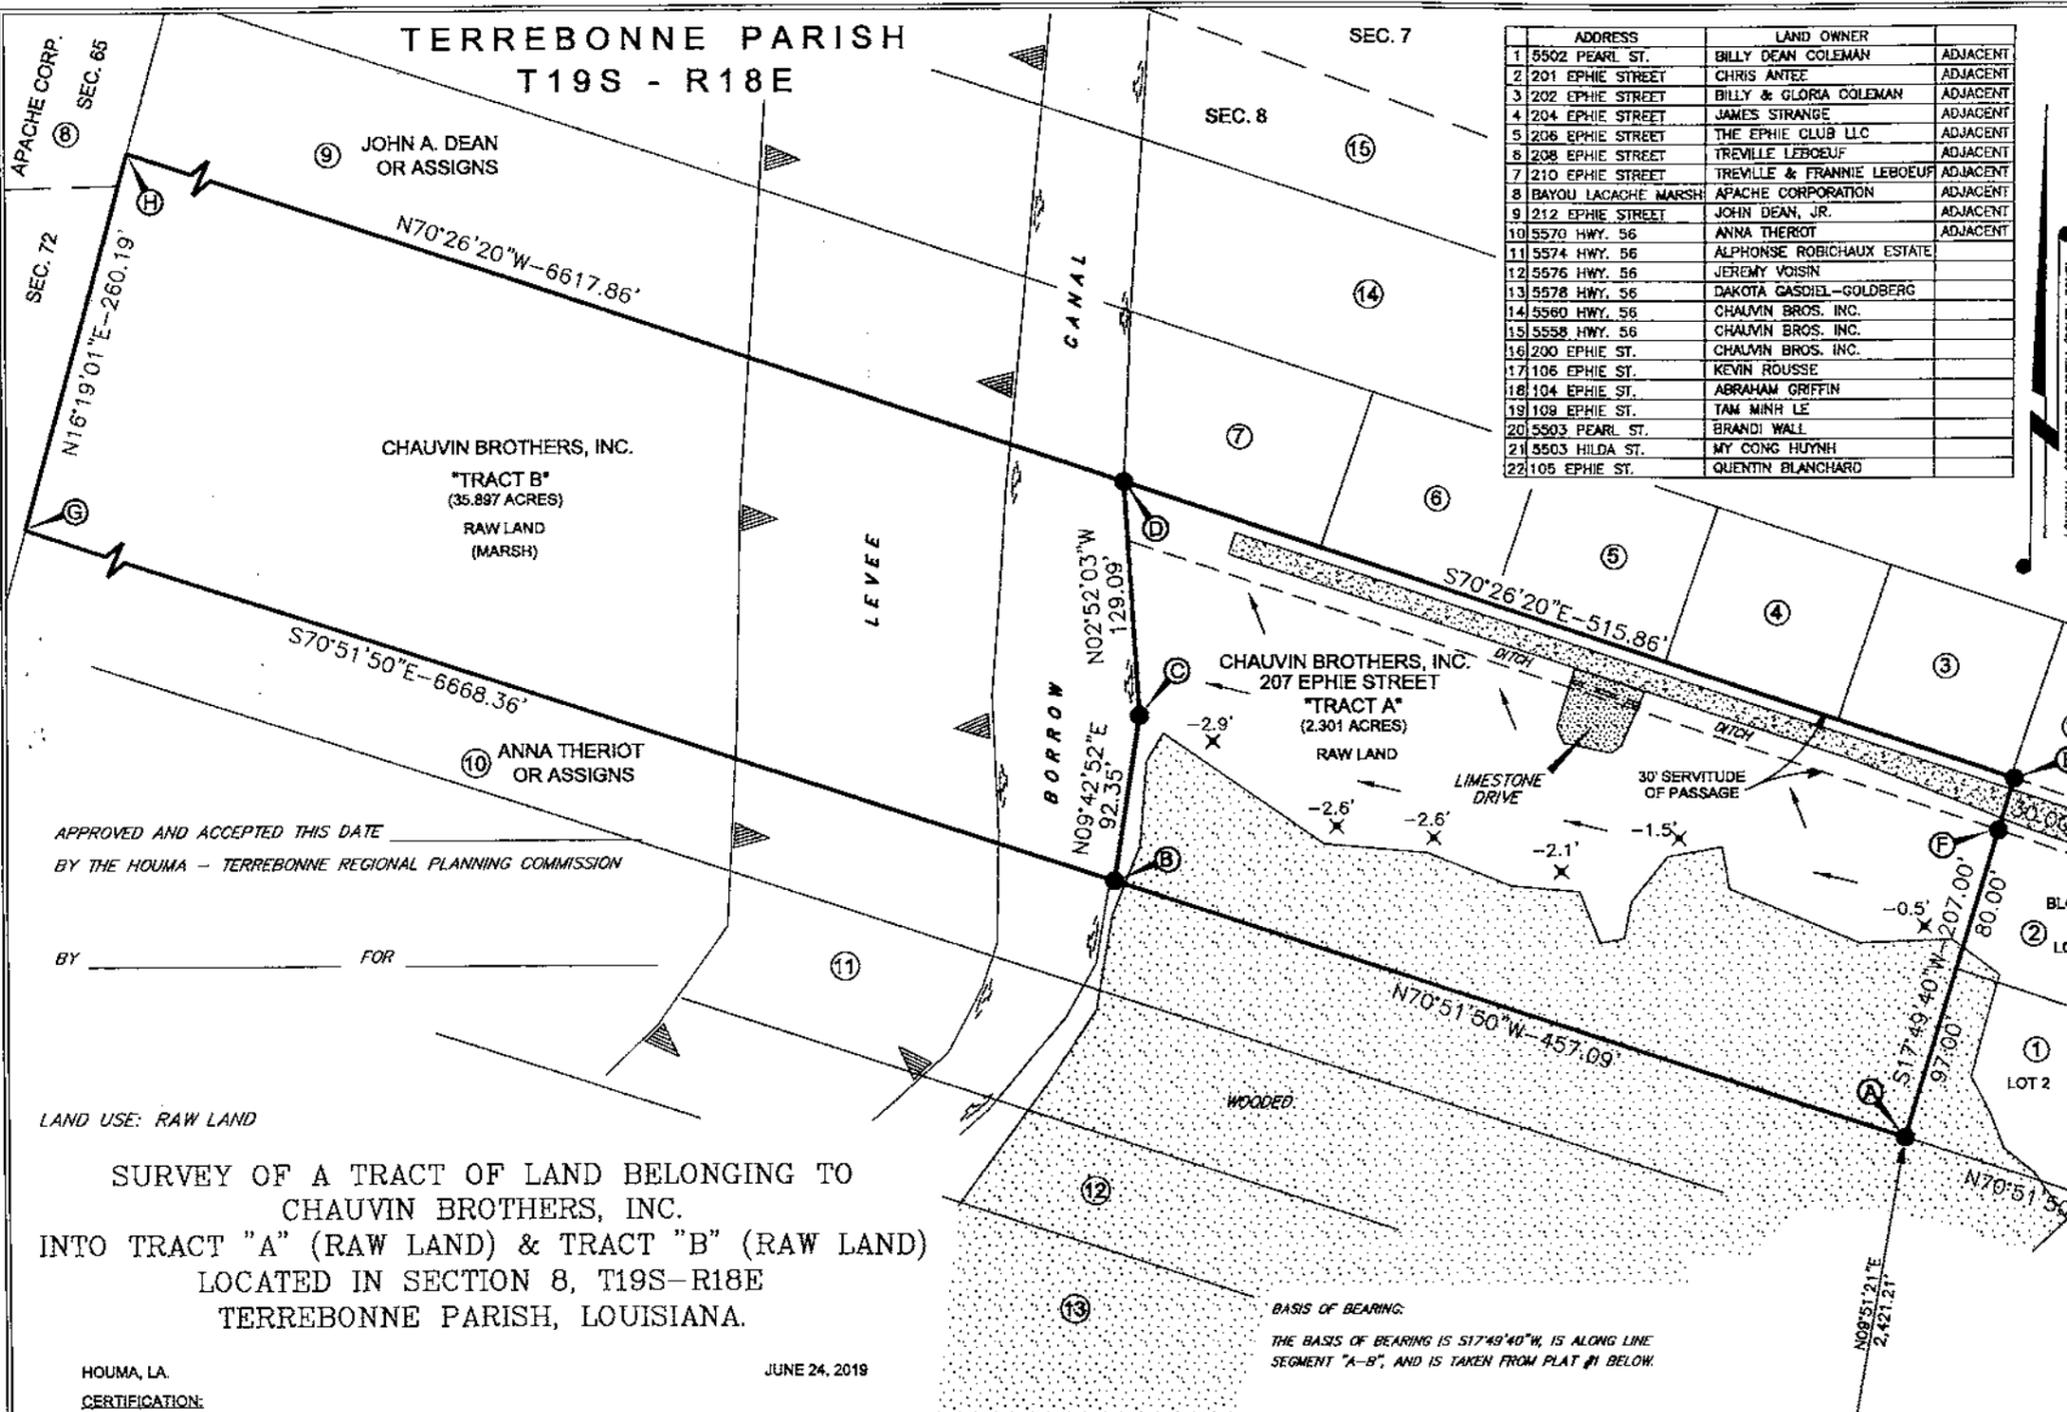 TERREBONNE PARISH
T19S - R18E
APACHE CORP.
8
SEC. 65
SEC. 72
H
9
JOHN A. DEAN
OR ASSIGNS
N70°26'20"W-6617.86'
N16°19'01"E-260.19'
G
CHAUVIN BROTHERS, INC.
"TRACT B"
(35.897 ACRES)
RAW LAND
(MARSH)
S70°51'50"E-6668.36'
10
ANNA THERIOT
OR ASSIGNS
LEVEE
BORROW
CANAL
SEC. 7
SEC. 8
15
14
7
6
5
4
3
ADDRESS LAND OWNER
1 5502 PEARL ST. BILLY DEAN COLEMAN ADJACENT
2 201 EPHIE STREET CHRIS ANTEE ADJACENT
3 202 EPHIE STREET BILLY & GLORIA COLEMAN ADJACENT
4 204 EPHIE STREET JAMES STRANGE ADJACENT
5 206 EPHIE STREET THE EPHIE CLUB LLC ADJACENT
6 208 EPHIE STREET TREVILLE LEBOEUF ADJACENT
7 210 EPHIE STREET TREVILLE & FRANNIE LEBOEUF ADJACENT
8 BAYOU LACACHE MARSH APACHE CORPORATION ADJACENT
9 212 EPHIE STREET JOHN DEAN, JR. ADJACENT
10 5570 HWY. 56 ANNA THERIOT ADJACENT
11 5574 HWY. 56 ALPHONSE ROBICHAUX ESTATE
12 5576 HWY. 56 JEREMY VOISIN
13 5578 HWY. 56 DAKOTA GASDIEL-GOLDBERG
14 5560 HWY. 56 CHAUVIN BROS. INC.
15 5558 HWY. 56 CHAUVIN BROS. INC.
16 200 EPHIE ST. CHAUVIN BROS. INC.
17 106 EPHIE ST. KEVIN ROUSSE
18 104 EPHIE ST. ABRAHAM GRIFFIN
19 109 EPHIE ST. TAM MINH LE
20 5503 PEARL ST. BRANDI WALL
21 5503 HILDA ST. MY CONG HUYNH
22 105 EPHIE ST. QUENTIN BLANCHARD
D
N02°52'03"W
129.09'
C
N09°42'52"E
92.35'
B
S70°26'20"E-515.86'
DITCH
DITCH
CHAUVIN BROTHERS, INC.
207 EPHIE STREET
"TRACT A"
(2.301 ACRES)
RAW LAND
LIMESTONE
DRIVE
30' SERVITUDE
OF PASSAGE
-2.9'
-2.6'
-2.6'
-2.1'
-1.5'
-0.5'
F
S17°49'40"W-207.00'
80.00'
97.00'
2
1
LOT 2
N70°51'50"W-457.09'
A
WOODED
N09°51'21"E
2,421.21'
11
12
13
APPROVED AND ACCEPTED THIS DATE
BY THE HOUMA - TERREBONNE REGIONAL PLANNING COMMISSION
BY FOR
LAND USE: RAW LAND
SURVEY OF A TRACT OF LAND BELONGING TO
CHAUVIN BROTHERS, INC.
INTO TRACT "A" (RAW LAND) & TRACT "B" (RAW LAND)
LOCATED IN SECTION 8, T19S-R18E
TERREBONNE PARISH, LOUISIANA.
HOUMA, LA. JUNE 24, 2019
CERTIFICATION:
BASIS OF BEARING:
THE BASIS OF BEARING IS S17°49'40"W, IS ALONG LINE
SEGMENT "A-B", AND IS TAKEN FROM PLAT #1 BELOW.